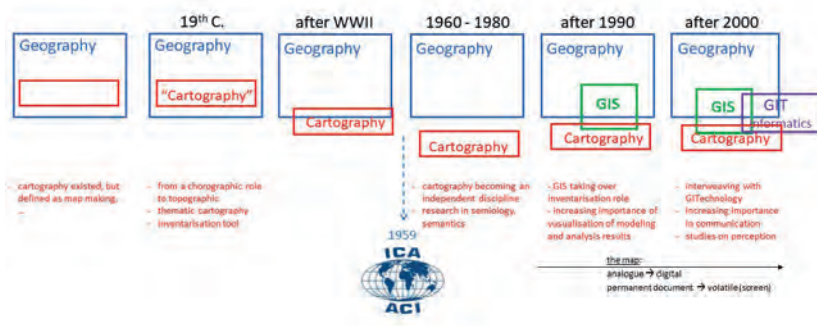 19th C.
after WWII
1960 - 1980
after 1990
after 2000
Geography
Geography
Geography
Geography
Geography
Geography
"Cartography"
Cartography
Cartography
GIS
Cartography
GIS
GIT
informatics
Cartography
- cartography existed, but
defined as map making,
...
- from a chorographic role
to topographic
- thematic cartography
- inventarisation tool
- cartography becoming an
independent discipline
- research in semiology,
semantics
- GIS taking over
inventarisation role
- increasing importance of
visualisation of modeling
and analysis results
- interweaving with
GITechnology
- Increasing importance
in communication
- studies on perception
1959
ICA
ACI
the map:
analogue → digital
permanent document → volatile (screen)